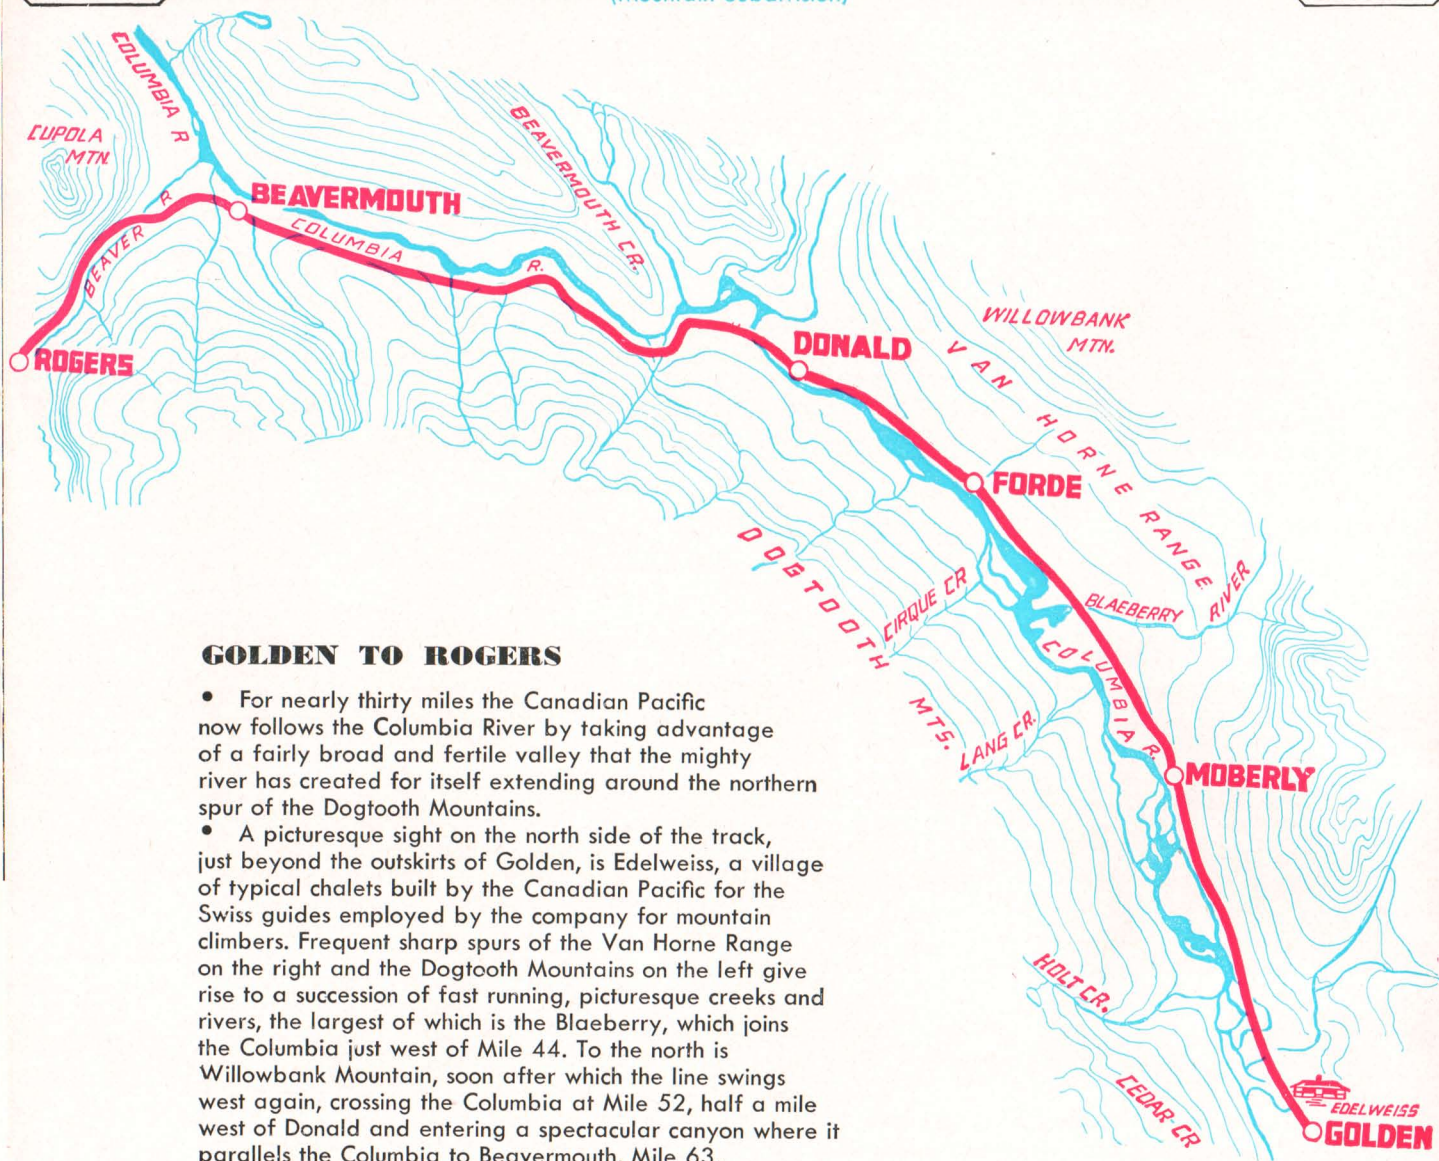 COLUMBIA R
CUPOLA
MTN.
BEAVERMOUTH
BEAVERMOUTH CR.
BEAVER R
COLUMBIA R.
ROGERS
WILLOWBANK
MTN.
DONALD
VAN HORNE RANGE
FORDE
DOGTOOTH MTS.
CIRQUE CR
BLAEBERRY RIVER
COLUMBIA R.
LANG CR.
MOBERLY
HOLT CR.
CEDAR CR
EDELWEISS
GOLDEN
GOLDEN TO ROGERS
• For nearly thirty miles the Canadian Pacific
now follows the Columbia River by taking advantage
of a fairly broad and fertile valley that the mighty
river has created for itself extending around the northern
spur of the Dogtooth Mountains.
• A picturesque sight on the north side of the track,
just beyond the outskirts of Golden, is Edelweiss, a village
of typical chalets built by the Canadian Pacific for the
Swiss guides employed by the company for mountain
climbers. Frequent sharp spurs of the Van Horne Range
on the right and the Dogtooth Mountains on the left give
rise to a succession of fast running, picturesque creeks and
rivers, the largest of which is the Blaeberry, which joins
the Columbia just west of Mile 44. To the north is
Willowbank Mountain, soon after which the line swings
west again, crossing the Columbia at Mile 52, half a mile
west of Donald and entering a spectacular canyon where it
parallels the Columbia to Beavermouth, Mile 63